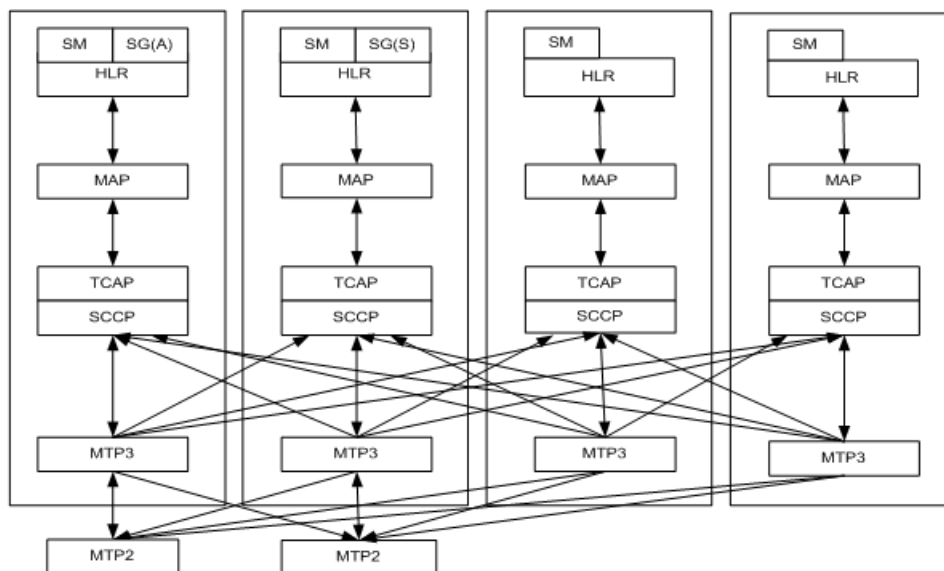 SM SG(A) SM SG(S) SM SM
HLR HLR HLR HLR
MAP MAP MAP MAP
TCAP TCAP TCAP TCAP
SCCP SCCP SCCP SCCP
MTP3 MTP3 MTP3 MTP3
MTP2 MTP2